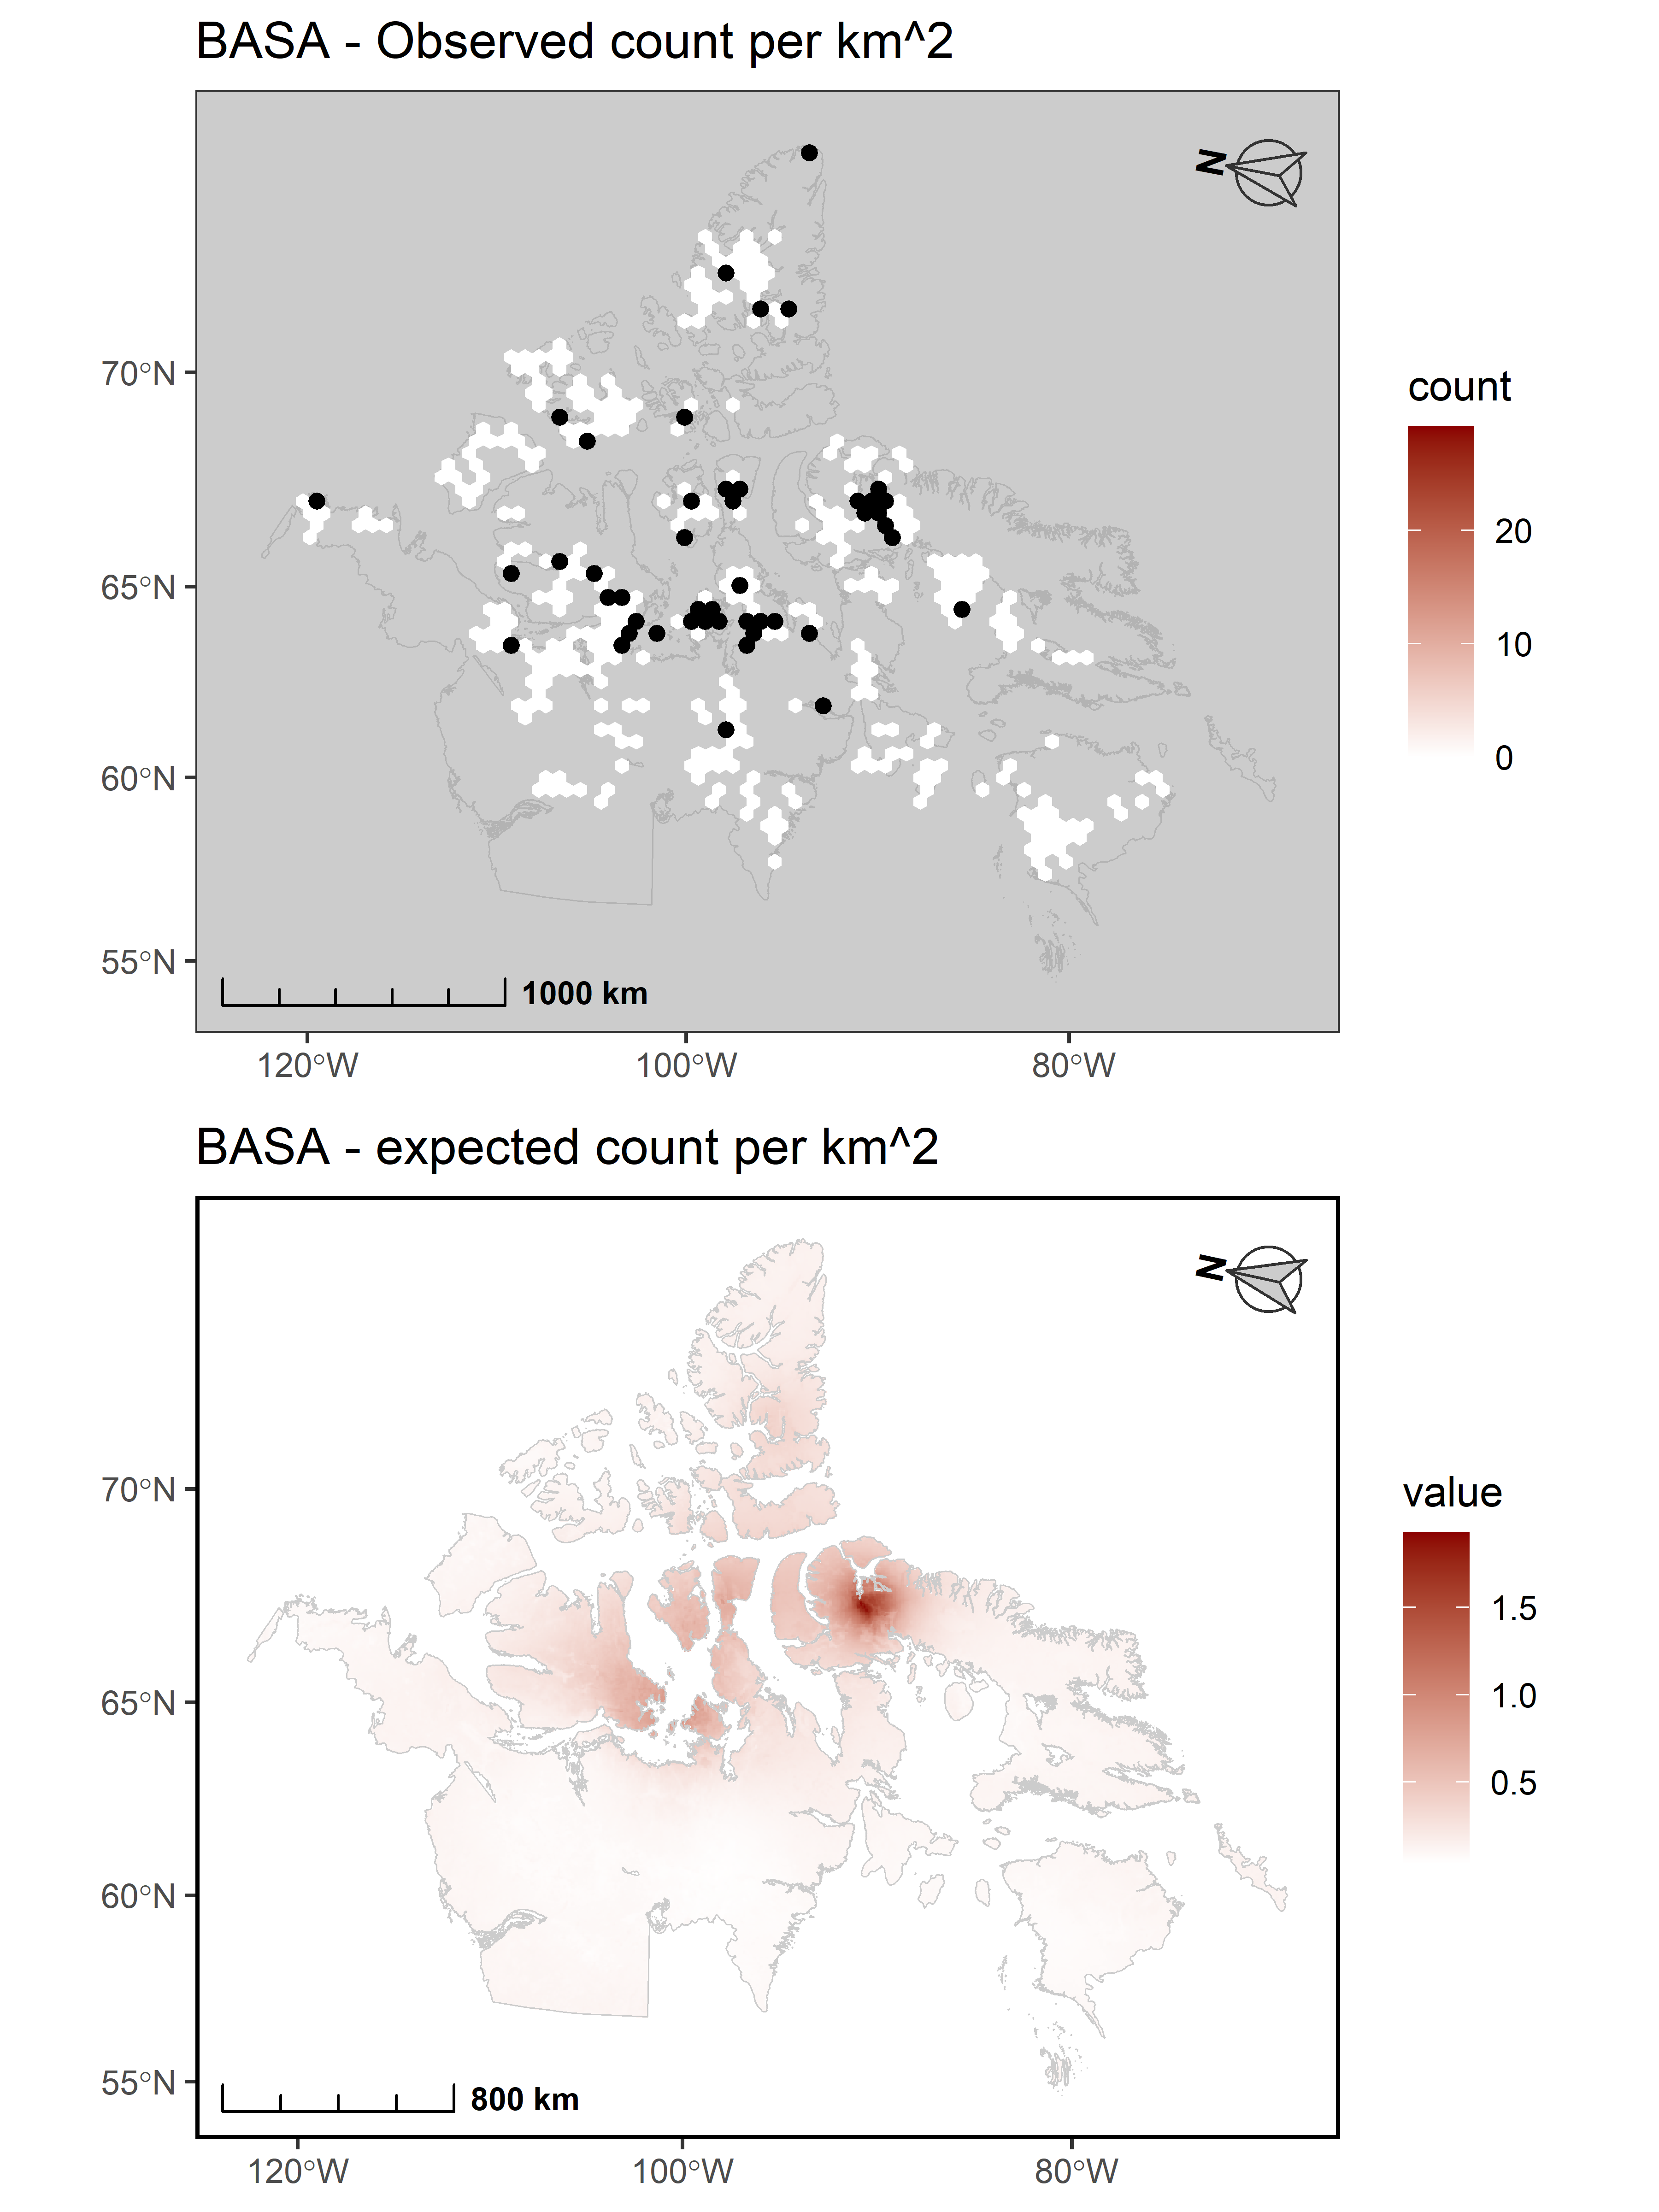 BASA - Observed count per km^2
N
70°N
65°N
60°N
55°N
1000 km
120°W
100°W
80°W
count
20
10
0
BASA - expected count per km^2
N
70°N
65°N
60°N
55°N
800 km
120°W
100°W
80°W
value
1.5
1.0
0.5